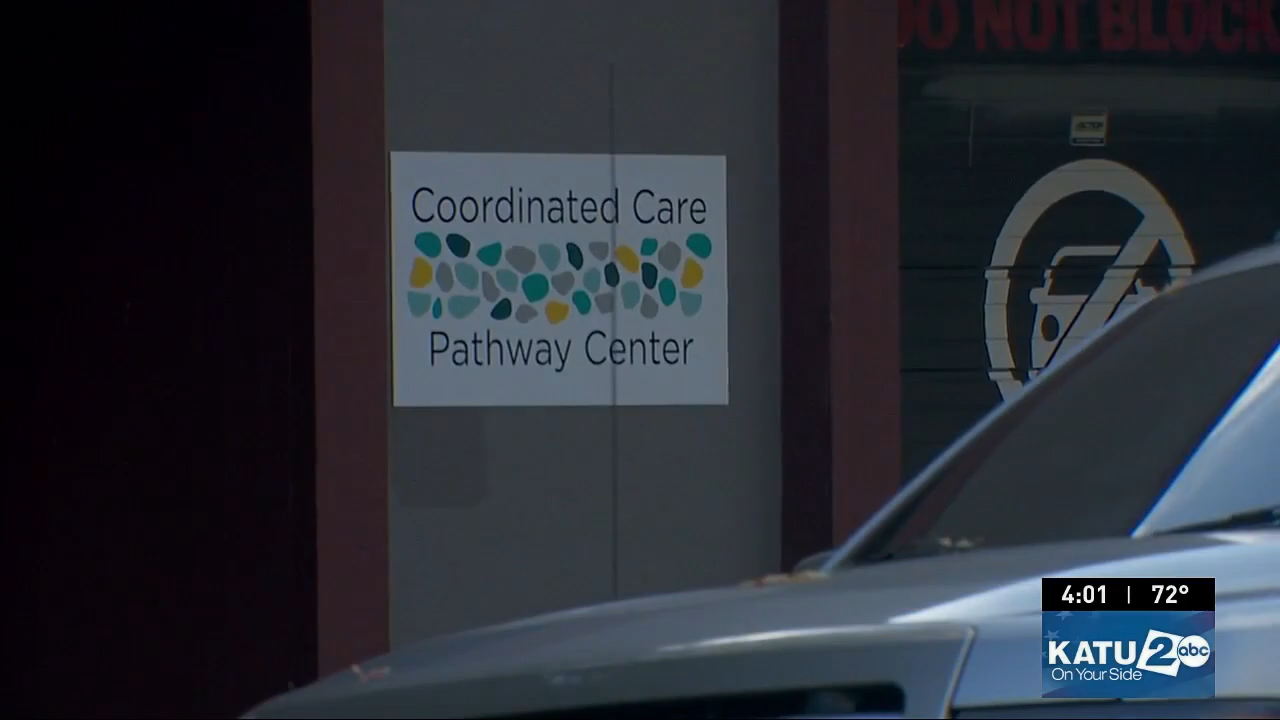 DO NOT BLOCK
Coordinated Care
Pathway Center
4:01 | 72°
KATU 2 abc
On Your Side